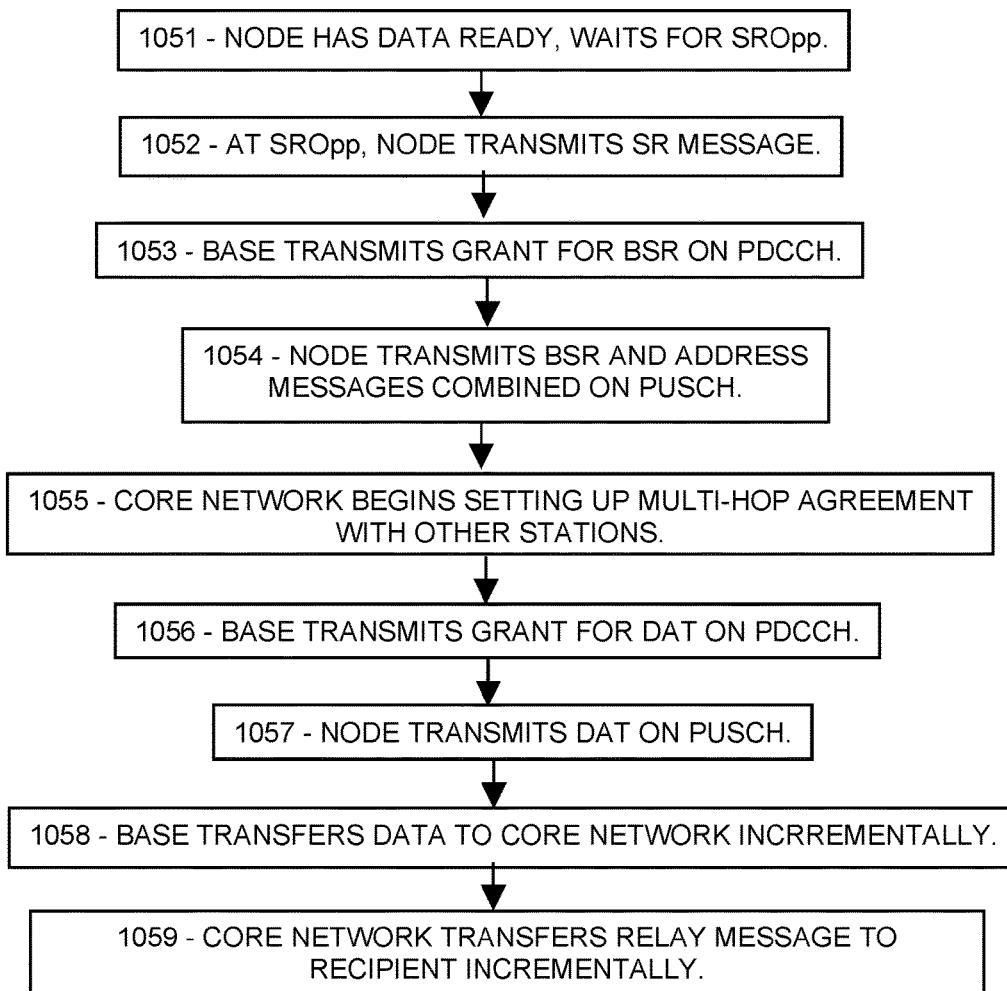 1051 - NODE HAS DATA READY, WAITS FOR SROpp.
1052 - AT SROpp, NODE TRANSMITS SR MESSAGE.
1053 - BASE TRANSMITS GRANT FOR BSR ON PDCCH.
1054 - NODE TRANSMITS BSR AND ADDRESS
MESSAGES COMBINED ON PUSCH.
1055 - CORE NETWORK BEGINS SETTING UP MULTI-HOP AGREEMENT
WITH OTHER STATIONS.
1056 - BASE TRANSMITS GRANT FOR DAT ON PDCCH.
1057 - NODE TRANSMITS DAT ON PUSCH.
1058 - BASE TRANSFERS DATA TO CORE NETWORK INCRREMENTALLY.
1059 - CORE NETWORK TRANSFERS RELAY MESSAGE TO
RECIPIENT INCREMENTALLY.